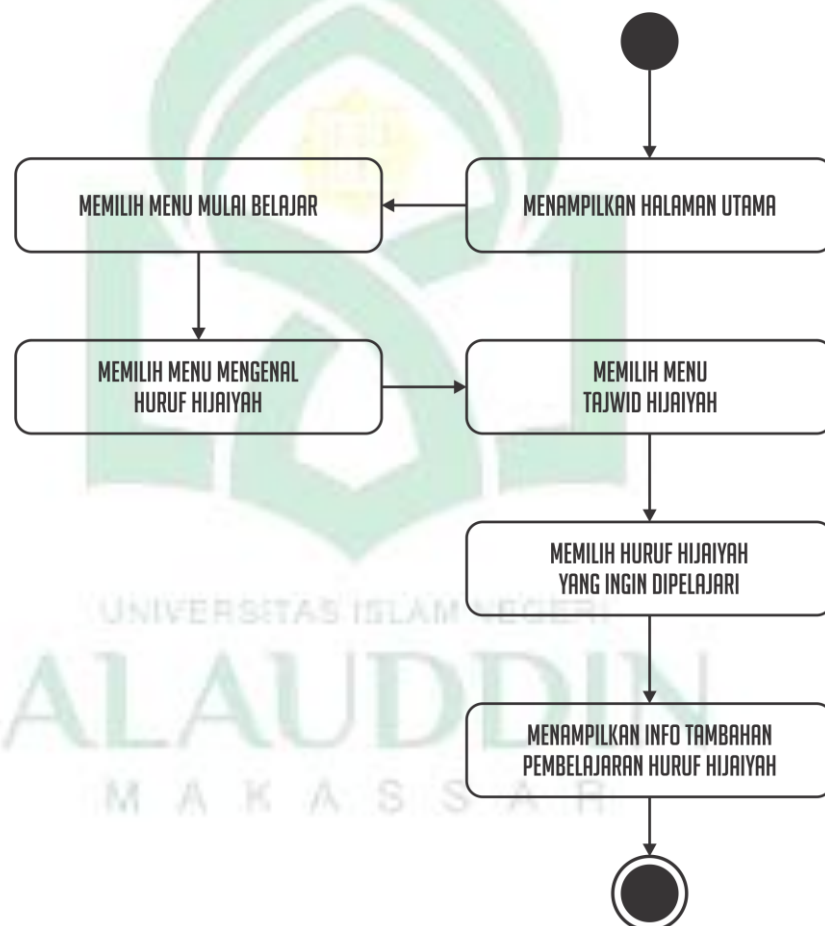 MENAMPILKAN HALAMAN UTAMA
MEMILIH MENU MULAI BELAJAR
MEMILIH MENU MENGENAL
HURUF HIJAIYAH
MEMILIH MENU
TAJWID HIJAIYAH
MEMILIH HURUF HIJAIYAH
YANG INGIN DIPELAJARI
MENAMPILKAN INFO TAMBAHAN
PEMBELAJARAN HURUF HIJAIYAH
UNIVERSITAS ISLAM NEGERI
ALAUDDIN
MAKASSAR